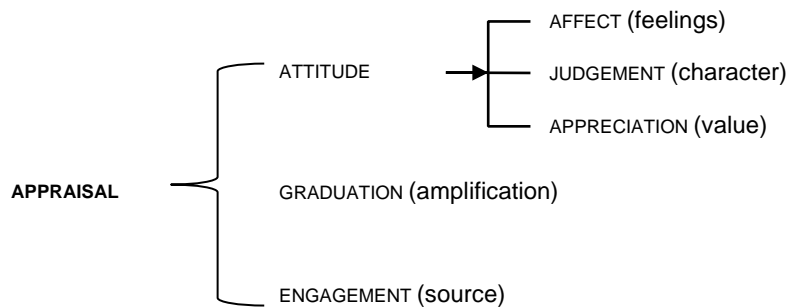 AFFECT (feelings)
ATTITUDE
JUDGEMENT (character)
APPRECIATION (value)
APPRAISAL
GRADUATION (amplification)
ENGAGEMENT (source)